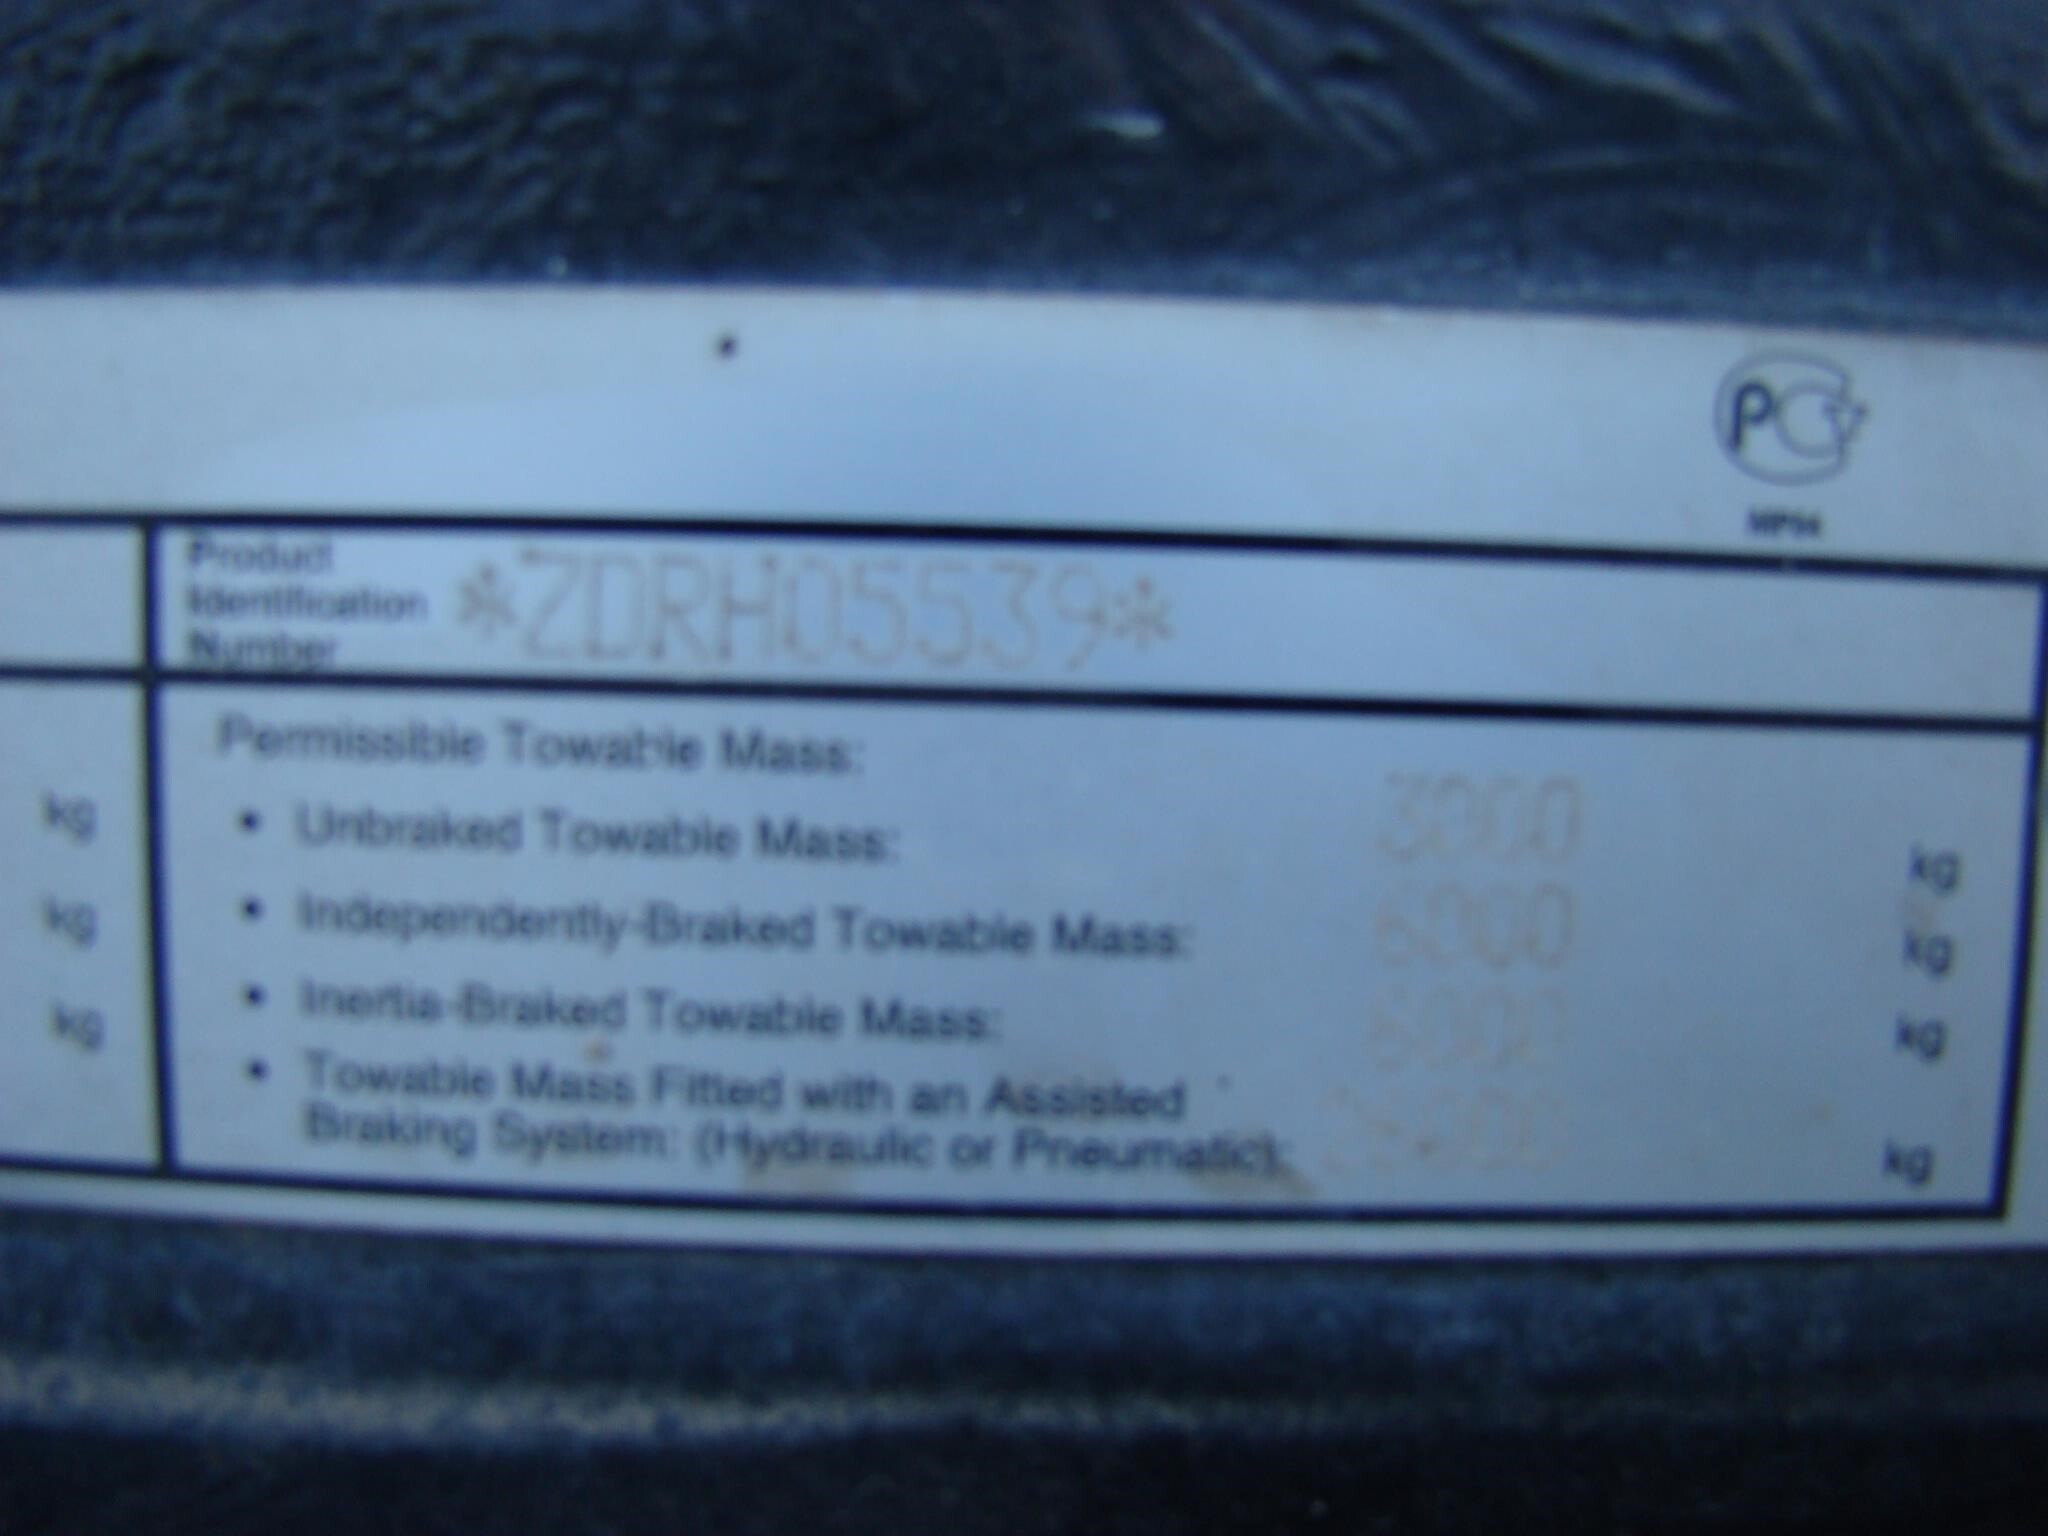 PCT
MP04
Product
Identification
Number
*ZDRH05539*
Permissible Towable Mass:
• Unbraked Towable Mass: 3000 kg
kg
• Independently-Braked Towable Mass: 6000 kg
kg
• Inertia-Braked Towable Mass: 6000 kg
kg
• Towable Mass Fitted with an Assisted
Braking System: (Hydraulic or Pneumatic): kg